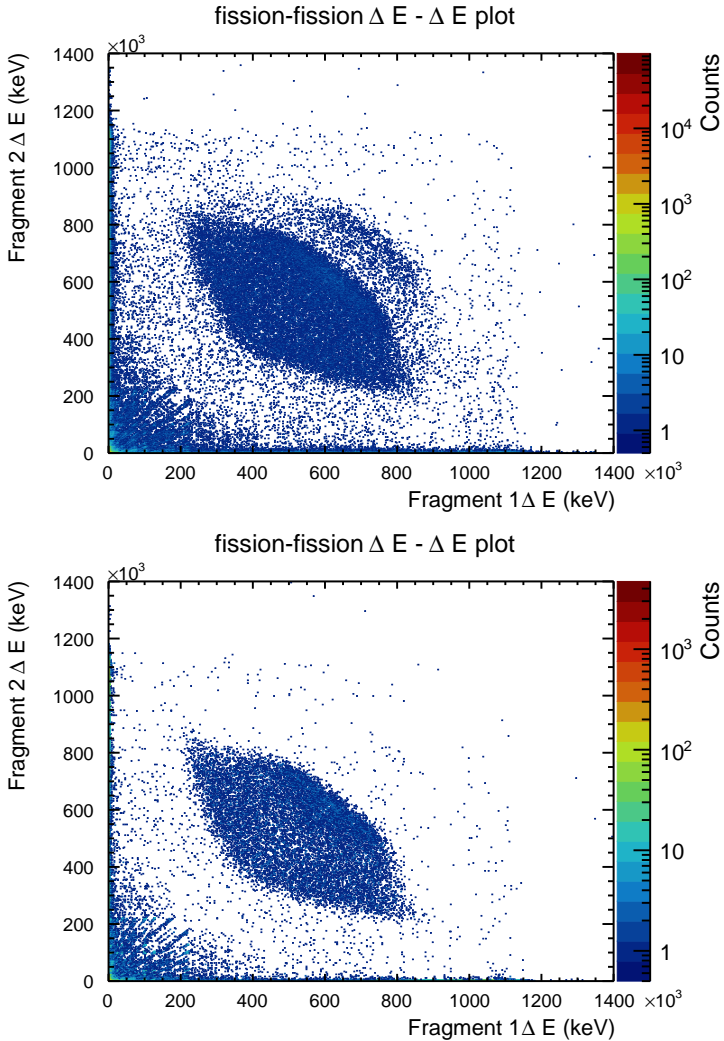 fission-fission Δ E - Δ E plot
×10³
Fragment 2 Δ E (keV)
1400
1200
1000
800
600
400
200
0
0 200 400 600 800 1000 1200 1400 ×10³
Fragment 1Δ E (keV)
Counts
10⁴
10³
10²
10
1
fission-fission Δ E - Δ E plot
×10³
Fragment 2 Δ E (keV)
1400
1200
1000
800
600
400
200
0
0 200 400 600 800 1000 1200 1400 ×10³
Fragment 1Δ E (keV)
Counts
10³
10²
10
1